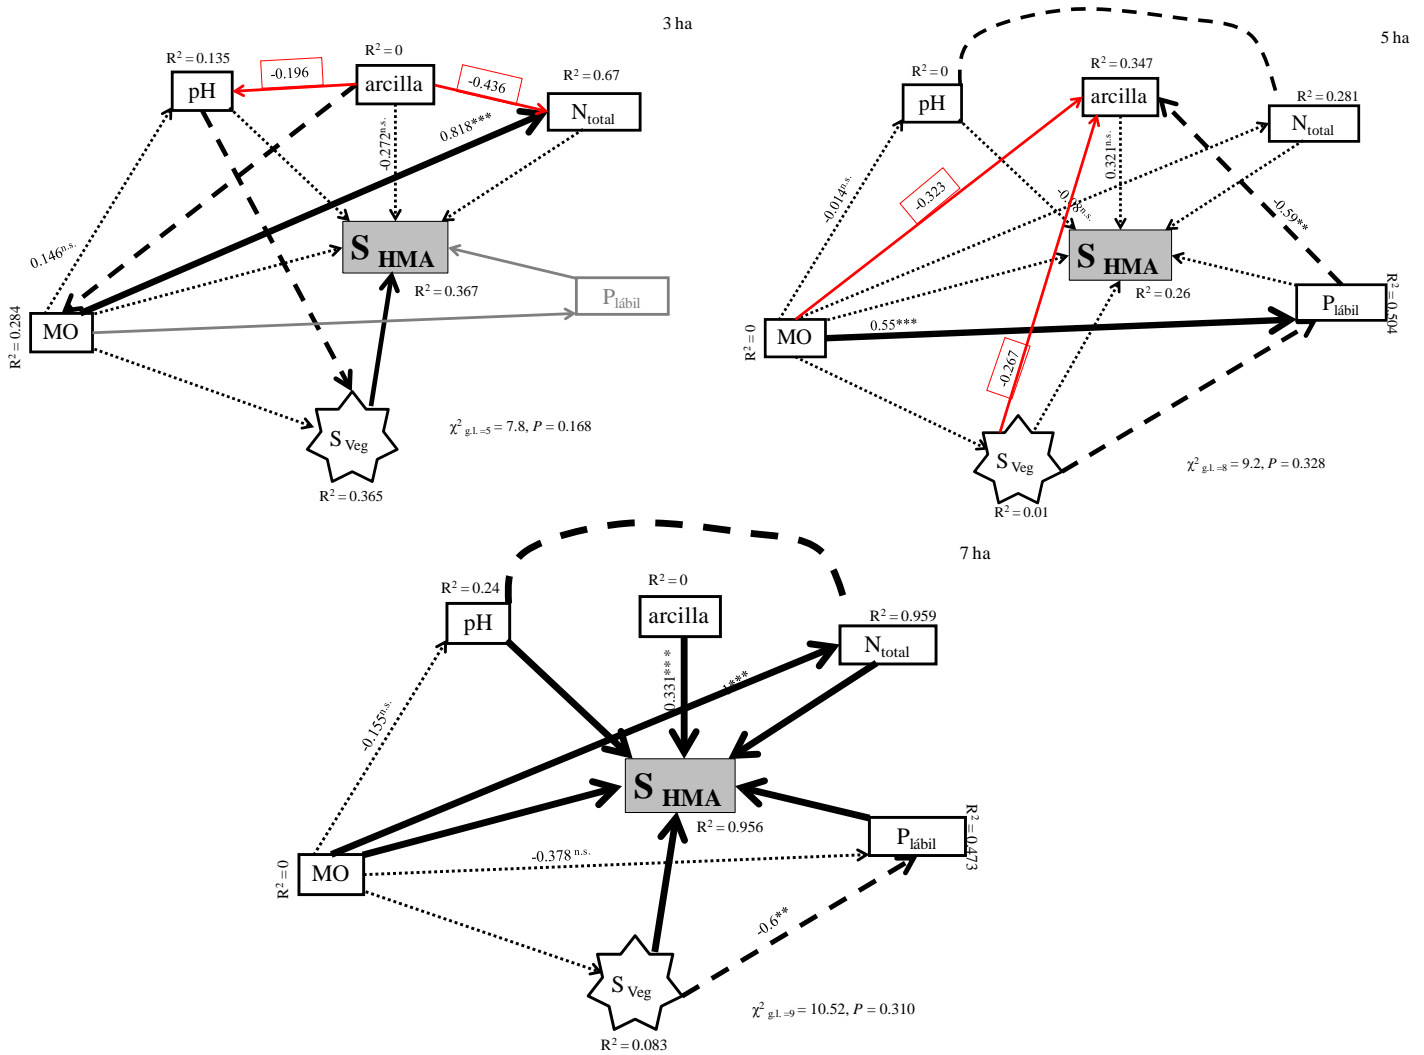 3 ha
R² = 0
R² = 0.135
-0.196
-0.436
R² = 0.67
pH
arcilla
N total
0.818***
-0.272 n.s.
0.146 n.s.
S HMA
R² = 0.367
P lábil
MO
R² = 0.284
S Veg
R² = 0.365
χ² g.l. =5 = 7.8, P = 0.168
5 ha
R² = 0
R² = 0.347
R² = 0.281
pH
arcilla
N total
0.321 n.s.
-0.014 n.s.
-0.323
-0.59**
S HMA
R² = 0.26
P lábil
R² = 0.504
MO
R² = 0
0.55***
-0.267
S Veg
R² = 0.01
χ² g.l. =8 = 9.2, P = 0.328
7 ha
R² = 0.24
R² = 0
R² = 0.959
pH
arcilla
N total
0.331***
-0.155 n.s.
S HMA
R² = 0.956
P lábil
R² = 0.473
MO
R² = 0
-0.378 n.s.
-0.6**
S Veg
R² = 0.083
χ² g.l. =9 = 10.52, P = 0.310